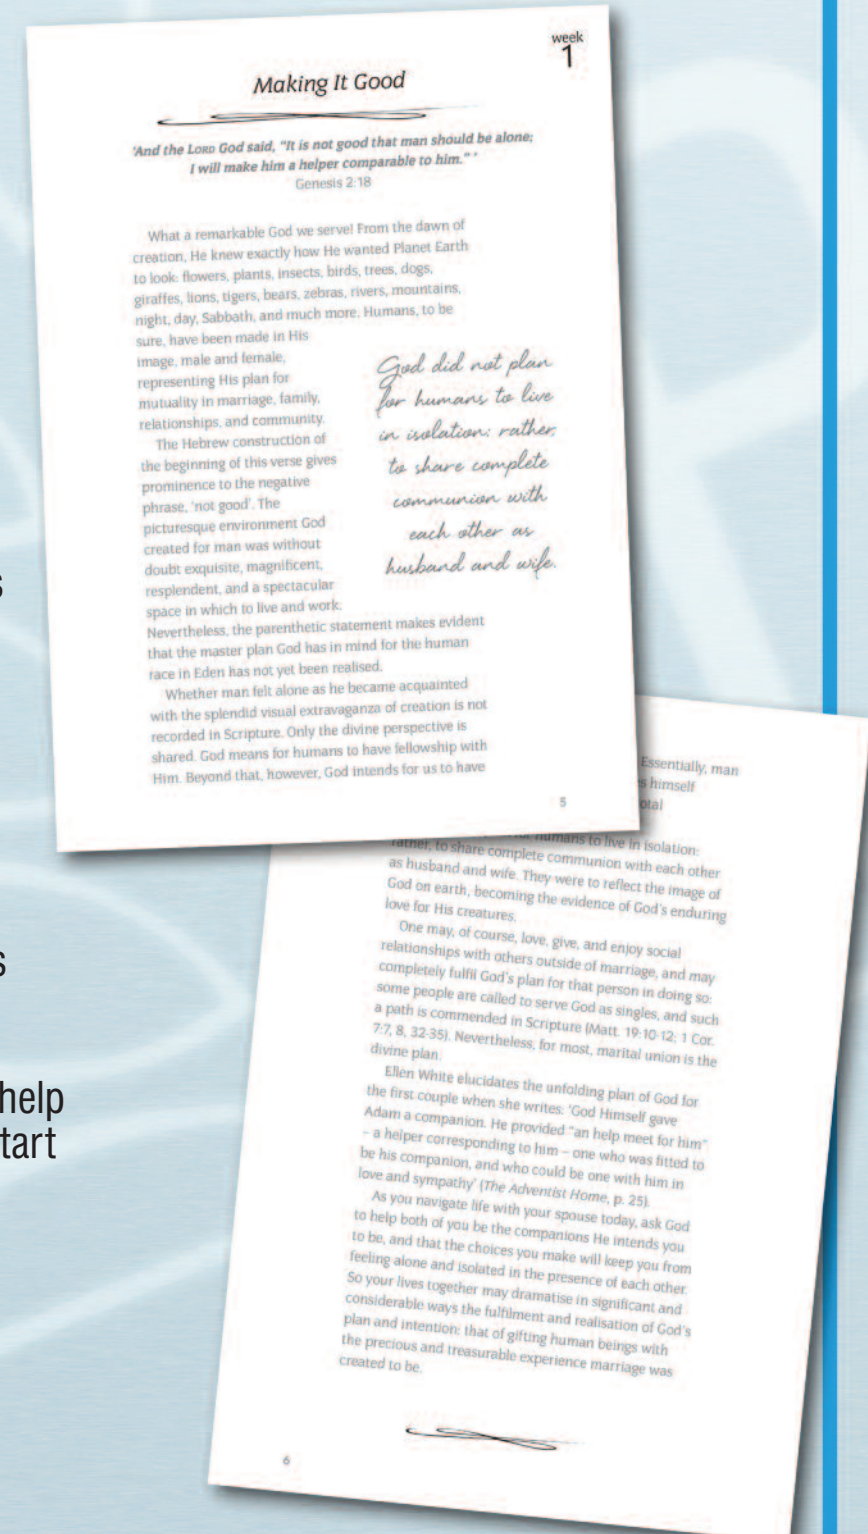 week
1
Making It Good
'And the LORD God said, "It is not good that man should be alone;
I will make him a helper comparable to him." '
Genesis 2:18
What a remarkable God we serve! From the dawn of
creation, He knew exactly how He wanted Planet Earth
to look: flowers, plants, insects, birds, trees, dogs,
giraffes, lions, tigers, bears, zebras, rivers, mountains,
night, day, Sabbath, and much more. Humans, to be
sure, have been made in His
image, male and female,
representing His plan for
mutuality in marriage, family,
relationships, and community.
The Hebrew construction of
the beginning of this verse gives
prominence to the negative
phrase, 'not good'. The
picturesque environment God
created for man was without
doubt exquisite, magnificent,
resplendent, and a spectacular
space in which to live and work.
Nevertheless, the parenthetic statement makes evident
that the master plan God has in mind for the human
race in Eden has not yet been realised.
Whether man felt alone as he became acquainted
with the splendid visual extravaganza of creation is not
recorded in Scripture. Only the divine perspective is
shared. God means for humans to have fellowship with
Him. Beyond that, however, God intends for us to have
God did not plan
for humans to live
in isolation: rather,
to share complete
communion with
each other as
husband and wife.
5
s
s
help
tart
Essentially, man
s himself
otal
for humans to live in isolation:
rather, to share complete communion with each other
as husband and wife. They were to reflect the image of
God on earth, becoming the evidence of God's enduring
love for His creatures.
One may, of course, love, give, and enjoy social
relationships with others outside of marriage, and may
completely fulfil God's plan for that person in doing so:
some people are called to serve God as singles, and such
a path is commended in Scripture (Matt. 19:10-12; 1 Cor.
7:7, 8, 32-35). Nevertheless, for most, marital union is the
divine plan.
Ellen White elucidates the unfolding plan of God for
the first couple when she writes: 'God Himself gave
Adam a companion. He provided "an help meet for him"
– a helper corresponding to him – one who was fitted to
be his companion, and who could be one with him in
love and sympathy' (The Adventist Home, p. 25).
As you navigate life with your spouse today, ask God
to help both of you be the companions He intends you
to be, and that the choices you make will keep you from
feeling alone and isolated in the presence of each other.
So your lives together may dramatise in significant and
considerable ways the fulfilment and realisation of God's
plan and intention: that of gifting human beings with
the precious and treasurable experience marriage was
created to be.
6